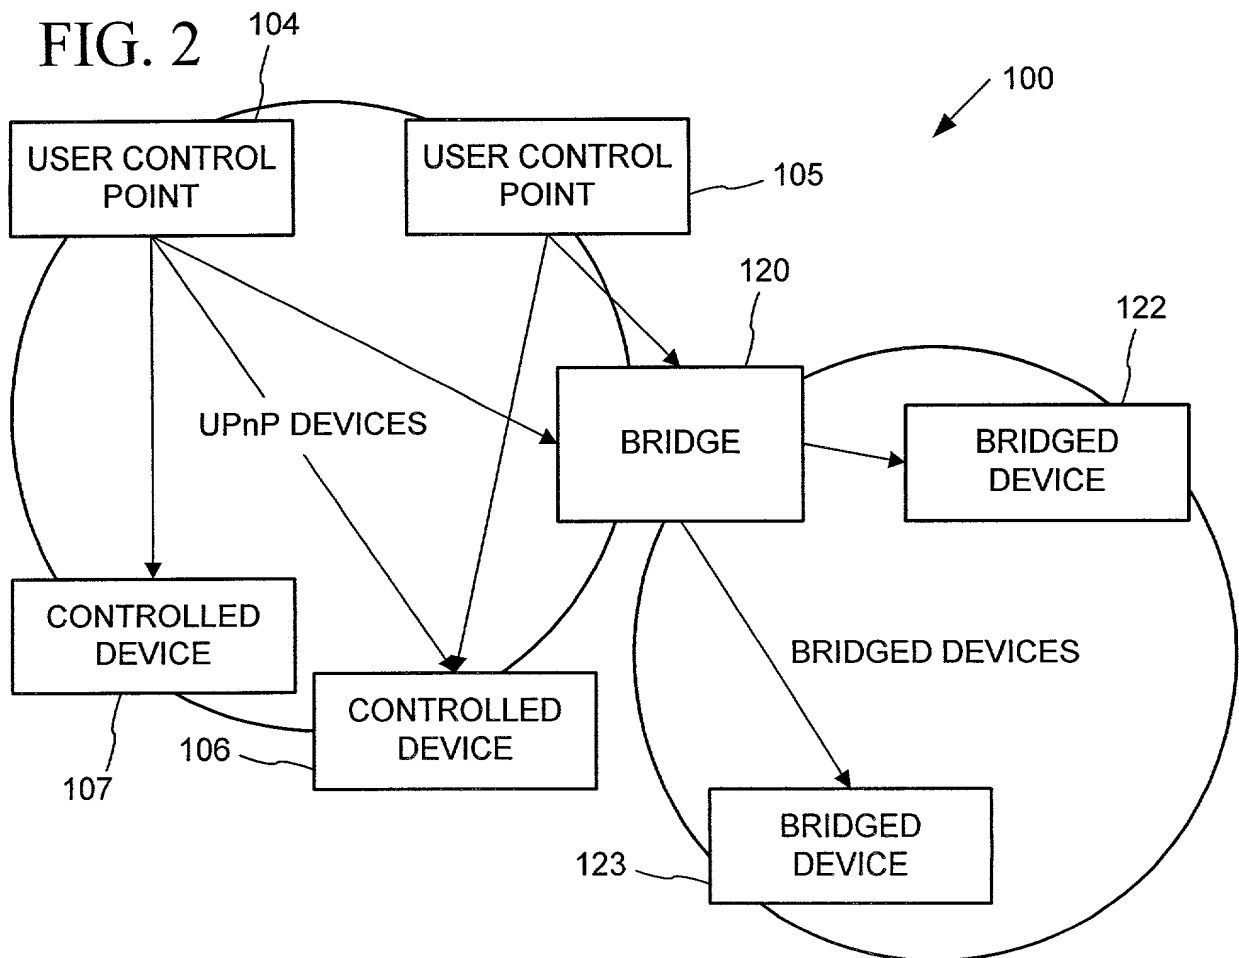 FIG. 2
104
100
USER CONTROL
POINT
USER CONTROL
POINT
105
120
122
UPnP DEVICES
BRIDGE
BRIDGED
DEVICE
CONTROLLED
DEVICE
BRIDGED DEVICES
CONTROLLED
DEVICE
106
107
BRIDGED
DEVICE
123